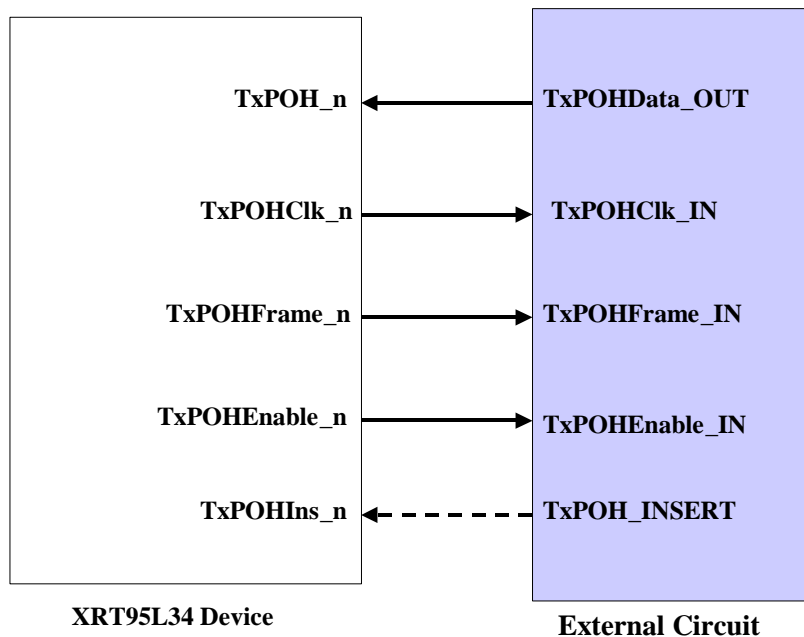 TxPOH_n TxPOHData_OUT
TxPOHClk_n TxPOHClk_IN
TxPOHFrame_n TxPOHFrame_IN
TxPOHEnable_n TxPOHEnable_IN
TxPOHIns_n TxPOH_INSERT
XRT95L34 Device External Circuit